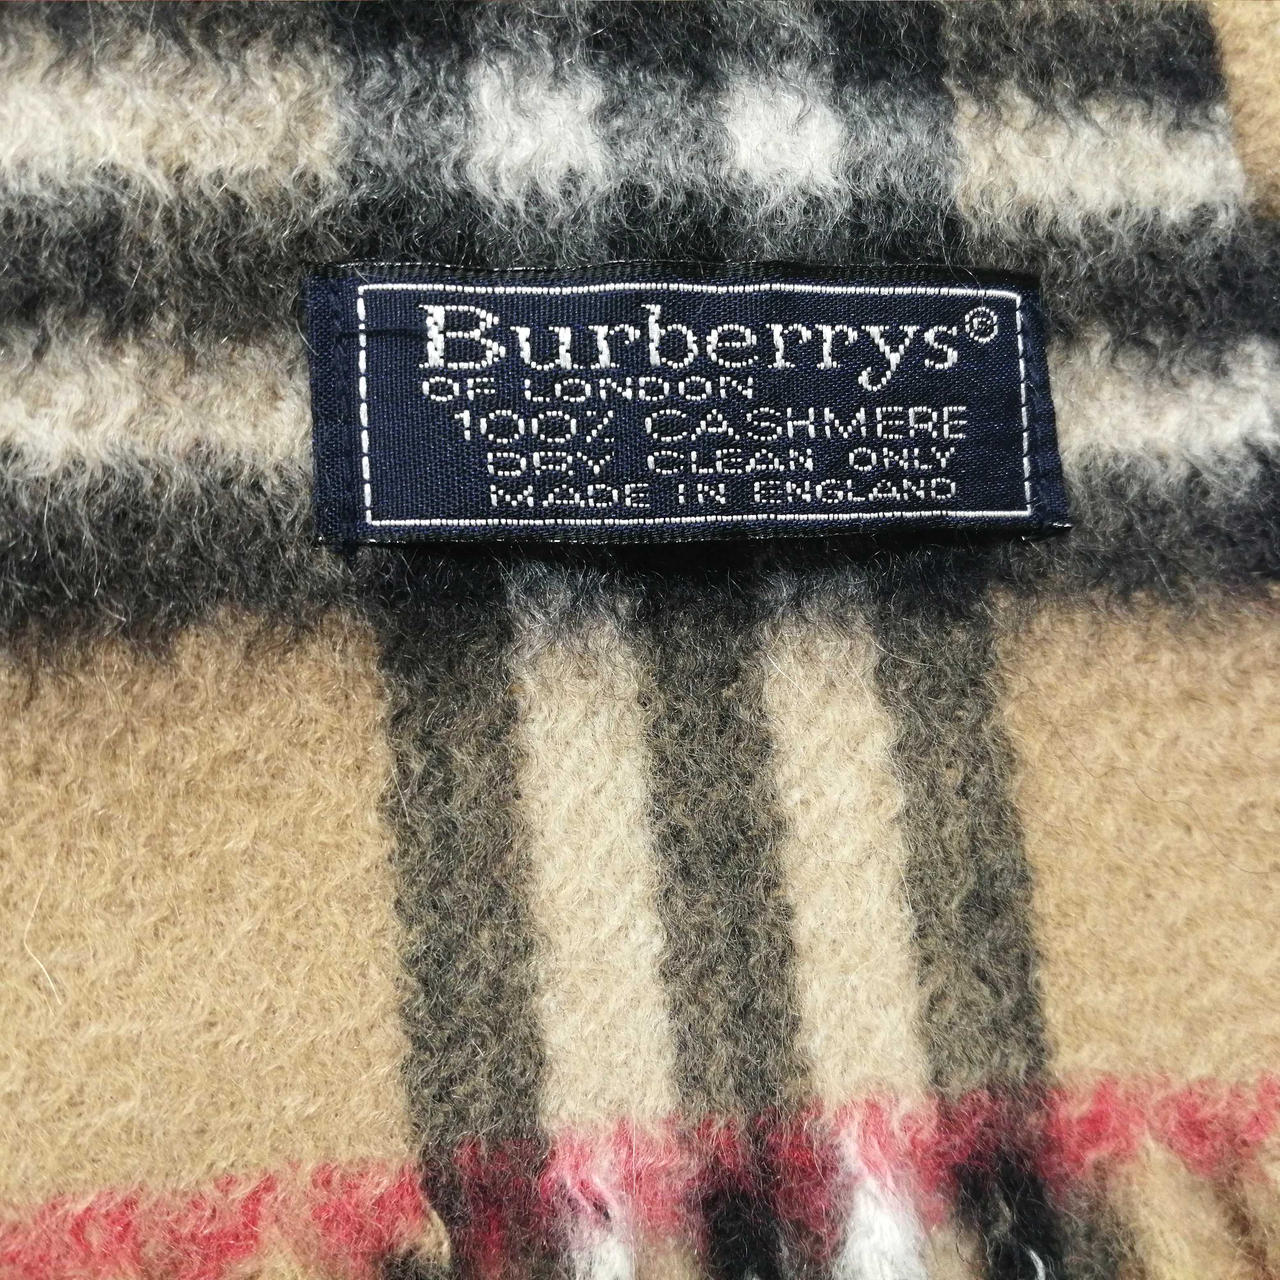 Burberrys®
OF LONDON
100% CASHMERE
DRY CLEAN ONLY
MADE IN ENGLAND